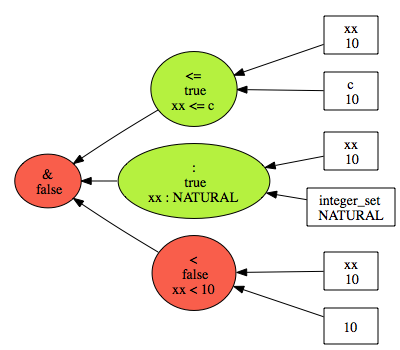 xx
10
<=
true
xx <= c
c
10
xx
10
:
true
xx : NATURAL
&
false
integer_set
NATURAL
<
false
xx < 10
xx
10
10